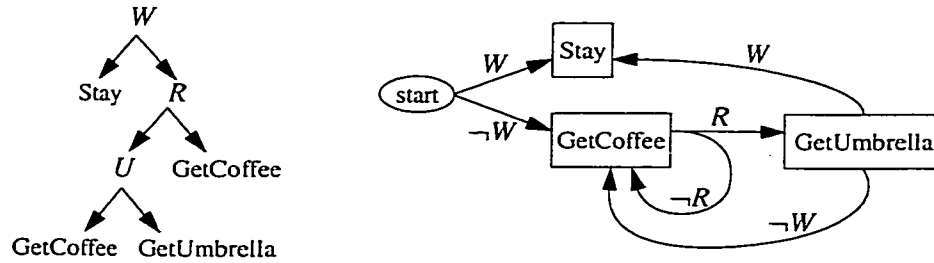 W
Stay R
U GetCoffee
GetCoffee GetUmbrella
start
W
Stay
W
¬W
GetCoffee
R
GetUmbrella
¬R
¬W